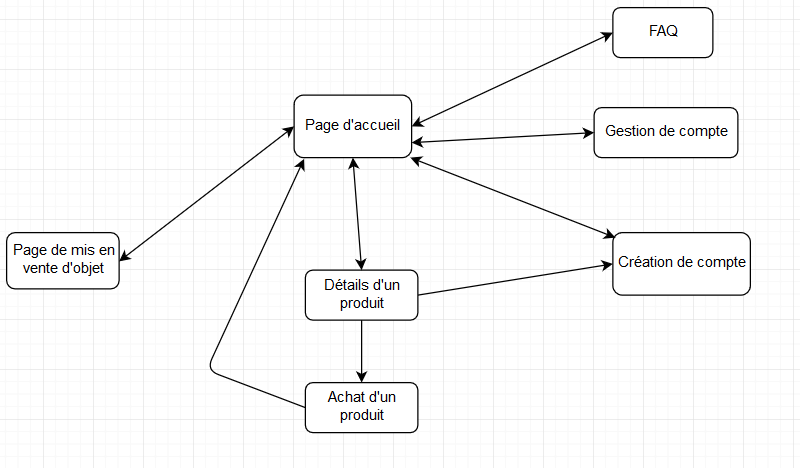 FAQ
Page d'accueil
Gestion de compte
Page de mis en
vente d'objet
Création de compte
Détails d'un
produit
Achat d'un
produit